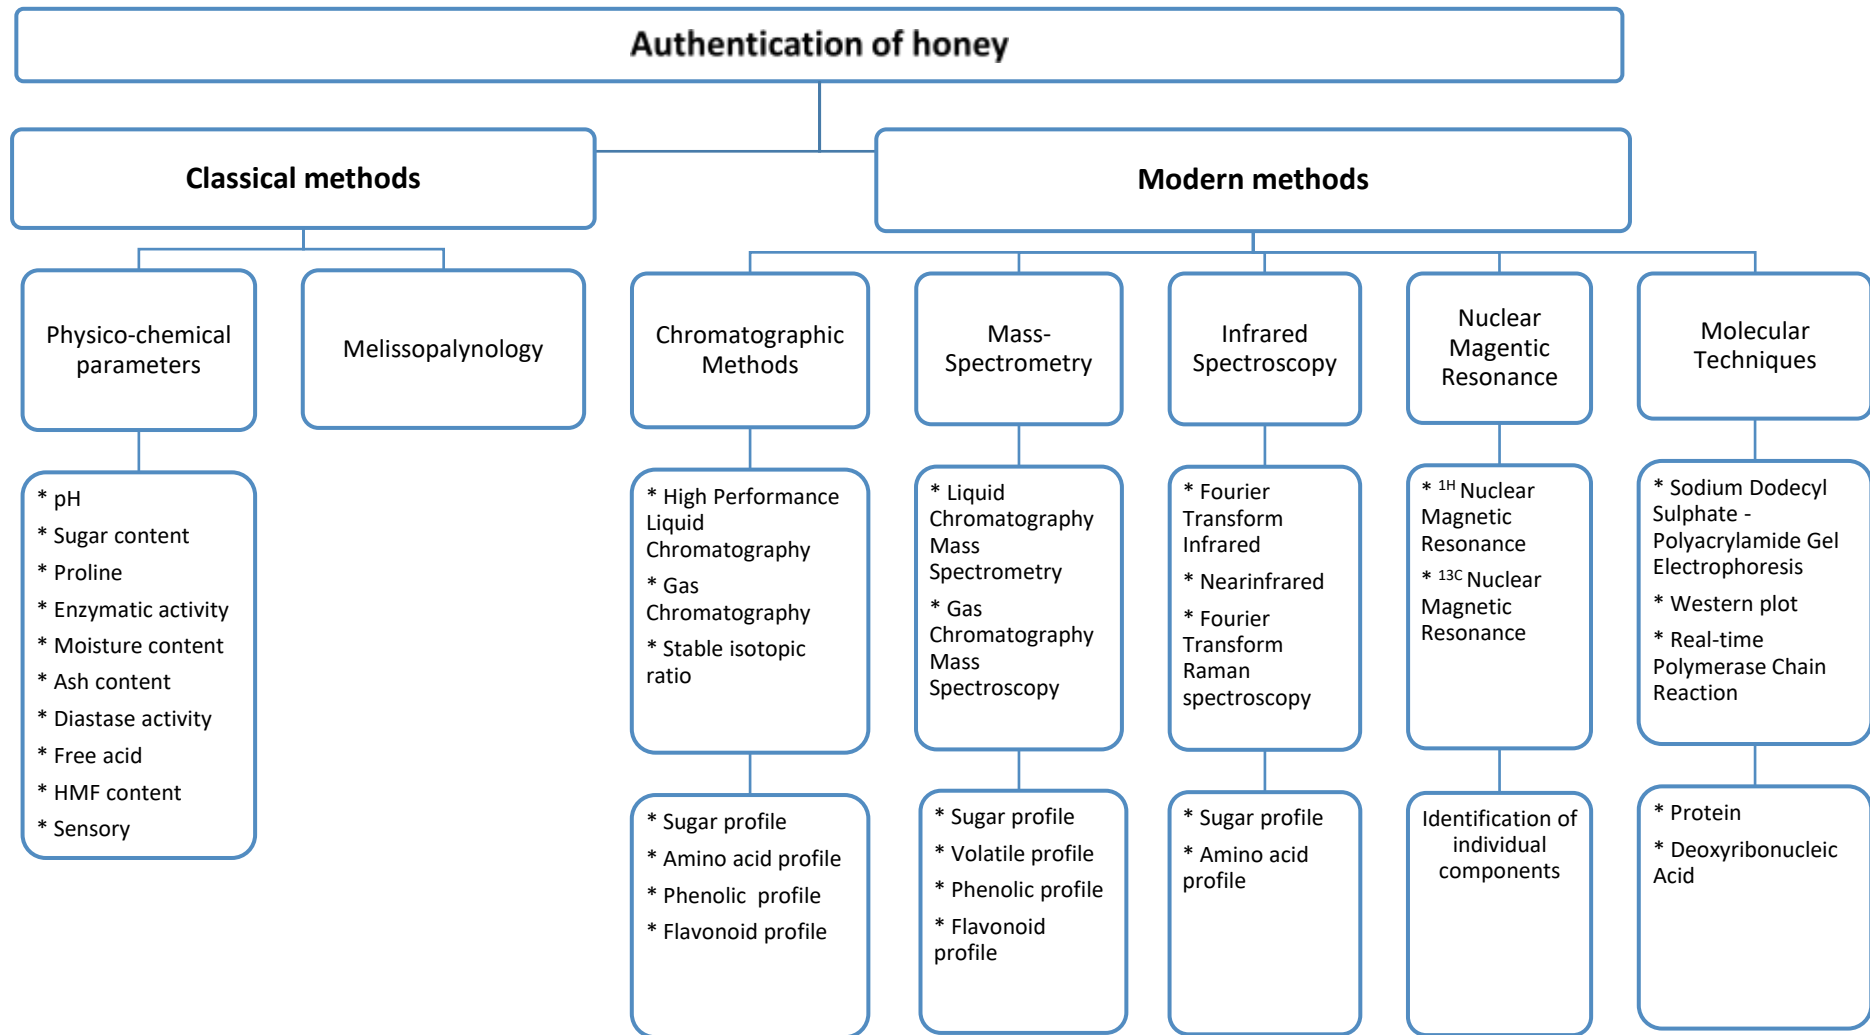 Authentication of honey
Classical methods
Modern methods
Physico-chemical
parameters
Melissopalynology
Chromatographic
Methods
Mass-
Spectrometry
Infrared
Spectroscopy
Nuclear
Magentic
Resonance
Molecular
Techniques
* pH
* Sugar content
* Proline
* Enzymatic activity
* Moisture content
* Ash content
* Diastase activity
* Free acid
* HMF content
* Sensory
* High Performance
Liquid
Chromatography
* Gas
Chromatography
* Stable isotopic
ratio
* Liquid
Chromatography
Mass
Spectrometry
* Gas
Chromatography
Mass
Spectroscopy
* Fourier
Transform
Infrared
* Nearinfrared
* Fourier
Transform
Raman
spectroscopy
* 1H Nuclear
Magnetic
Resonance
* 13C Nuclear
Magnetic
Resonance
* Sodium Dodecyl
Sulphate -
Polyacrylamide Gel
Electrophoresis
* Western plot
* Real-time
Polymerase Chain
Reaction
* Sugar profile
* Amino acid profile
* Phenolic profile
* Flavonoid profile
* Sugar profile
* Volatile profile
* Phenolic profile
* Flavonoid
profile
* Sugar profile
* Amino acid
profile
Identification of
individual
components
* Protein
* Deoxyribonucleic
Acid